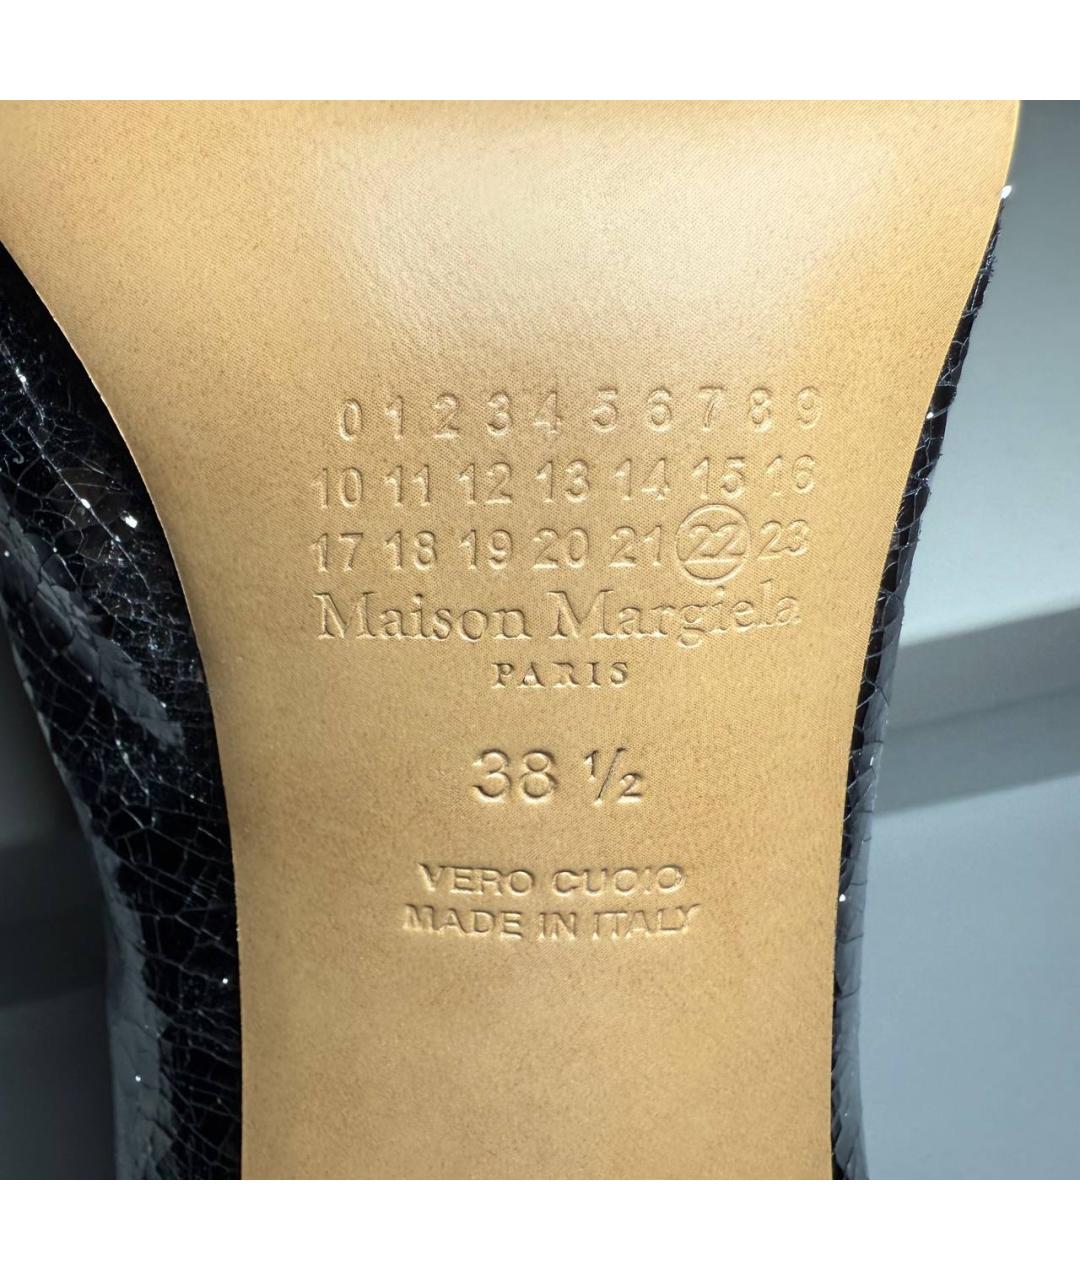 0 1 2 3 4 5 6 7 8 9
10 11 12 13 14 15 16
17 18 19 20 21 22 23
Maison Margiela
PARIS
38 ½
VERO CUOIO
MADE IN ITALY